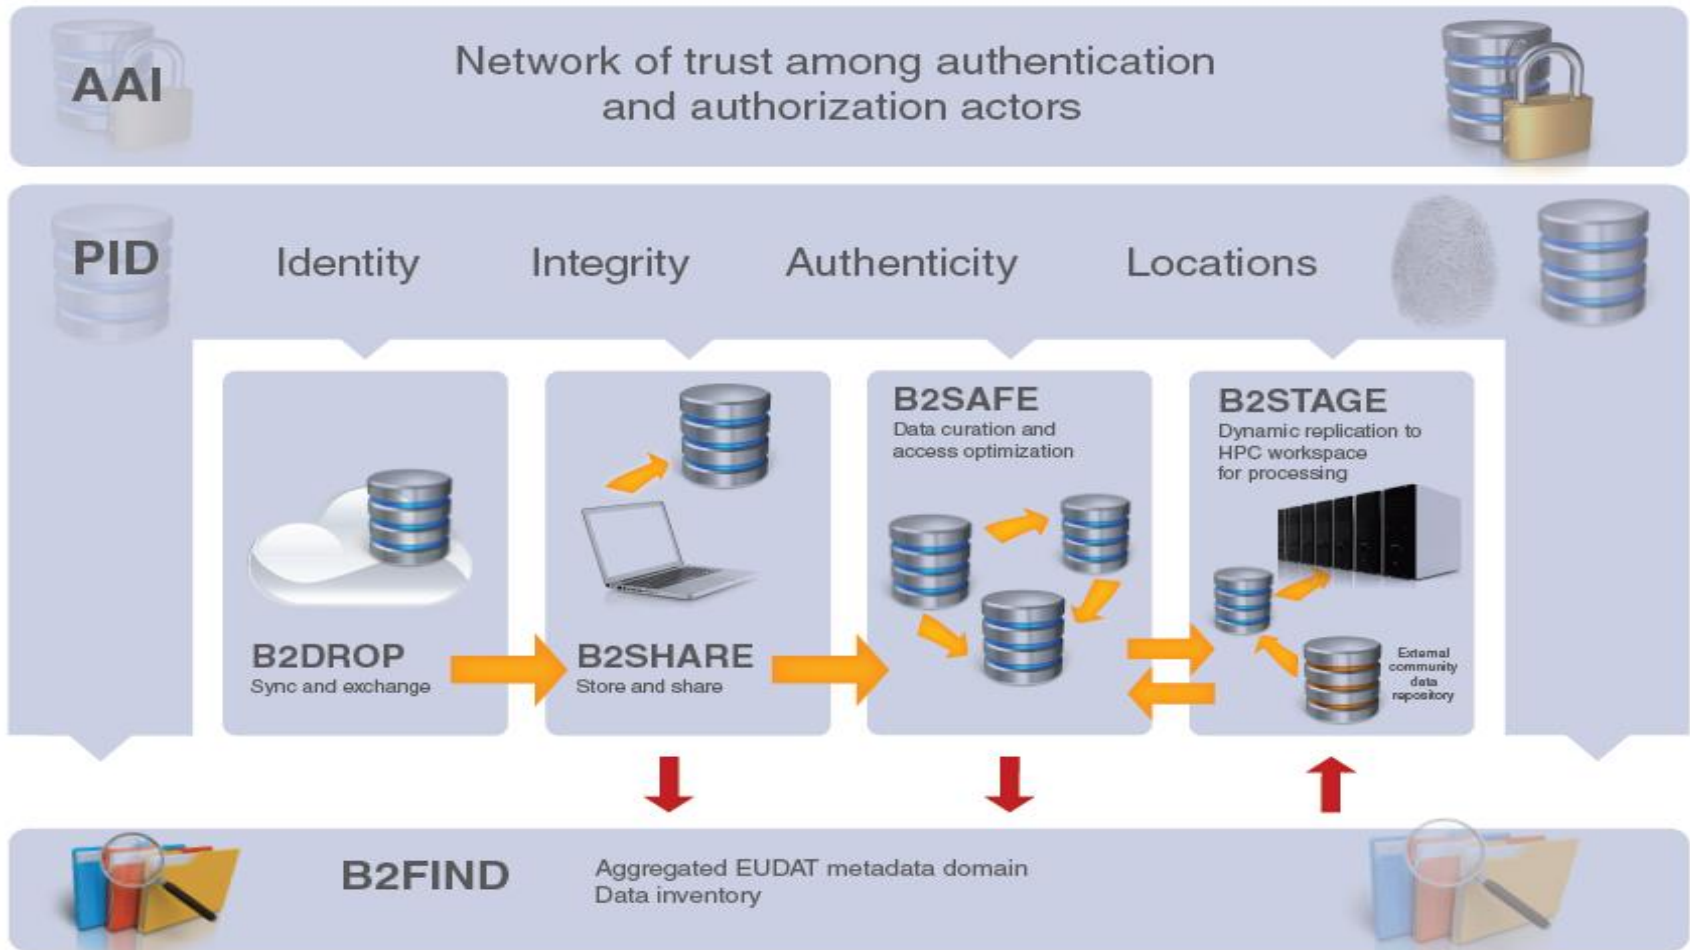 AAI
Network of trust among authentication
and authorization actors
PID
Identity
Integrity
Authenticity
Locations
B2DROP
Sync and exchange
B2SHARE
Store and share
B2SAFE
Data curation and
access optimization
B2STAGE
Dynamic replication to
HPC workspace
for processing
External
community
data
repository
B2FIND
Aggregated EUDAT metadata domain
Data inventory